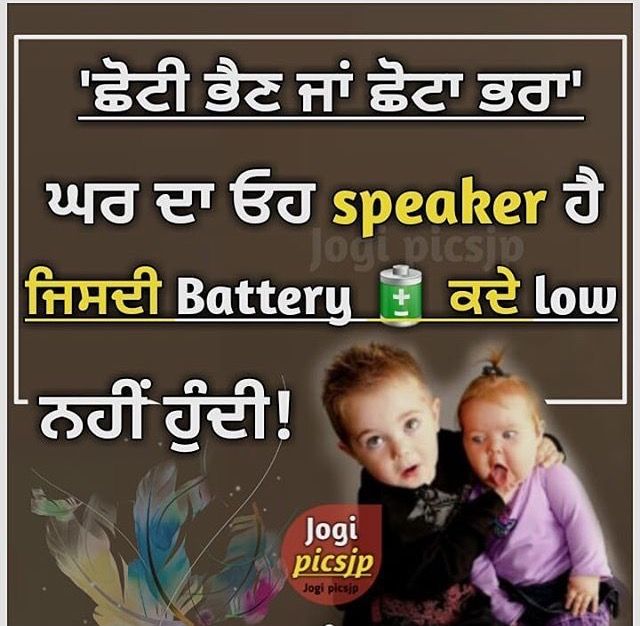 'ਛੋਟੀ ਭੈਣ ਜਾਂ ਛੋਟਾ ਭਰਾ'
ਘਰ ਦਾ ਓਹ speaker ਹੈ
Jogi picsjp
ਜਿਸਦੀ Battery 🔋 ਕਦੇ low
ਨਹੀਂ ਹੁੰਦੀ!
Jogi
picsjp
Jogi picsjp